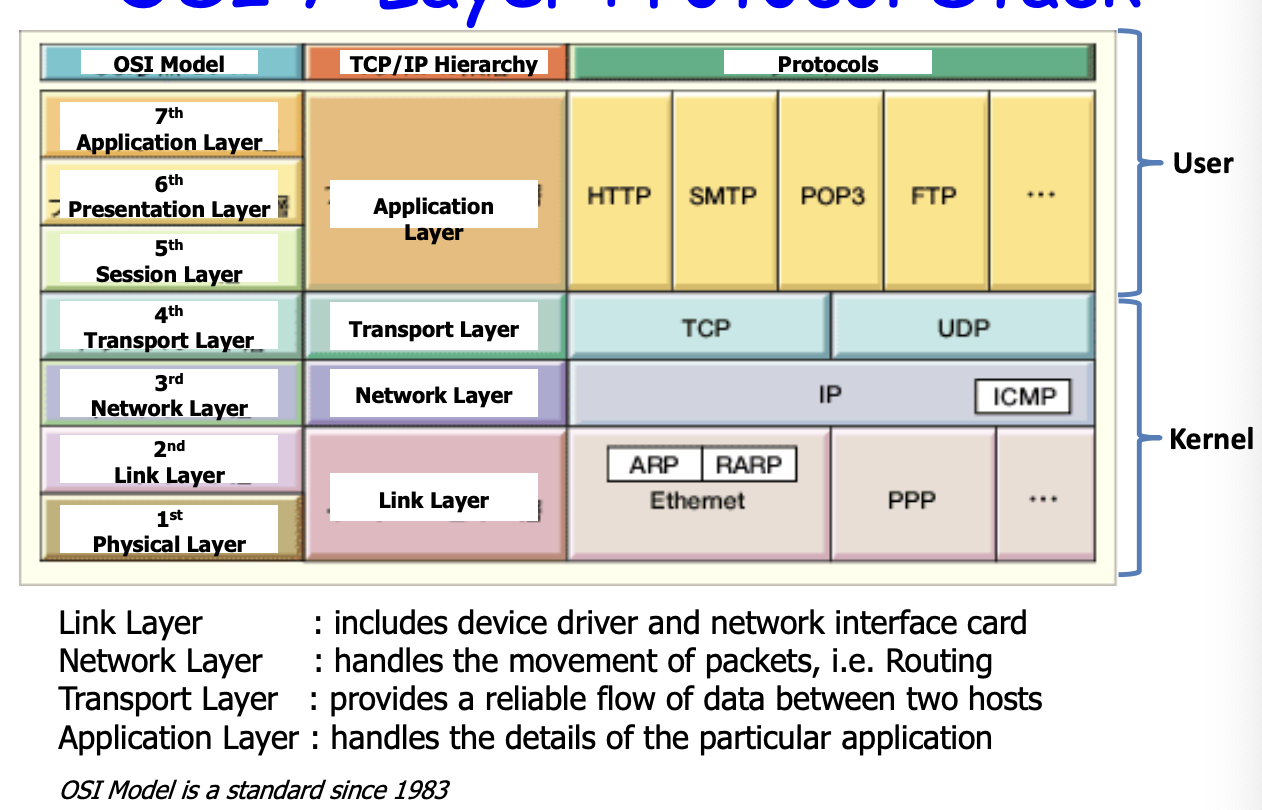 OSI Model TCP/IP Hierarchy Protocols
7th
Application Layer
6th
Presentation Layer
5th
Session Layer
4th
Transport Layer
3rd
Network Layer
2nd
Link Layer
1st
Physical Layer
Application
Layer
Transport Layer
Network Layer
Link Layer
HTTP SMTP POP3 FTP ...
TCP UDP
IP ICMP
ARP RARP
Ethernet PPP ...
User
Kernel
Link Layer : includes device driver and network interface card
Network Layer : handles the movement of packets, i.e. Routing
Transport Layer : provides a reliable flow of data between two hosts
Application Layer : handles the details of the particular application
OSI Model is a standard since 1983